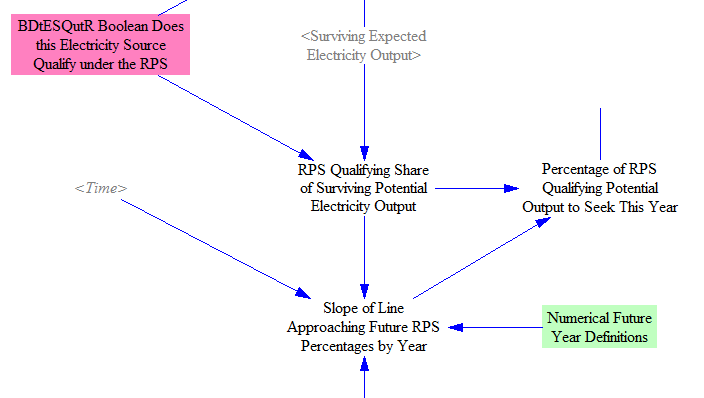 BDtESQutR Boolean Does
this Electricity Source
Qualify under the RPS
<Surviving Expected
Electricity Output>
RPS Qualifying Share
of Surviving Potential
Electricity Output
Percentage of RPS
Qualifying Potential
Output to Seek This Year
<Time>
Slope of Line
Approaching Future RPS
Percentages by Year
Numerical Future
Year Definitions